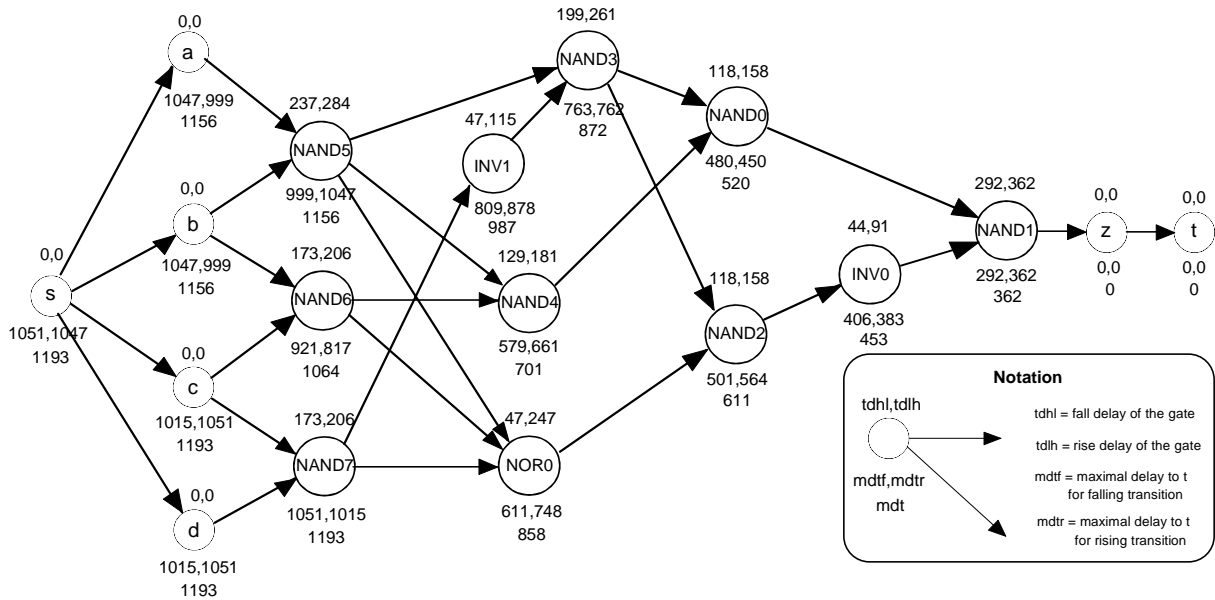 0,0
a
1047,999
1156
237,284
NAND5
999,1047
1156
0,0
b
1047,999
1156
0,0
s
1051,1047
1193
173,206
NAND6
921,817
1064
0,0
c
1015,1051
1193
173,206
NAND7
1051,1015
1193
0,0
d
1015,1051
1193
199,261
NAND3
763,762
872
47,115
INV1
809,878
987
129,181
NAND4
579,661
701
47,247
NOR0
611,748
858
118,158
NAND0
480,450
520
118,158
NAND2
501,564
611
44,91
INV0
406,383
453
292,362
NAND1
292,362
362
0,0
z
0,0
0
0,0
t
0,0
0
Notation
tdhl,tdlh
mdtf,mdtr
mdt
tdhl = fall delay of the gate
tdlh = rise delay of the gate
mdtf = maximal delay to t
for falling transition
mdtr = maximal delay to t
for rising transition